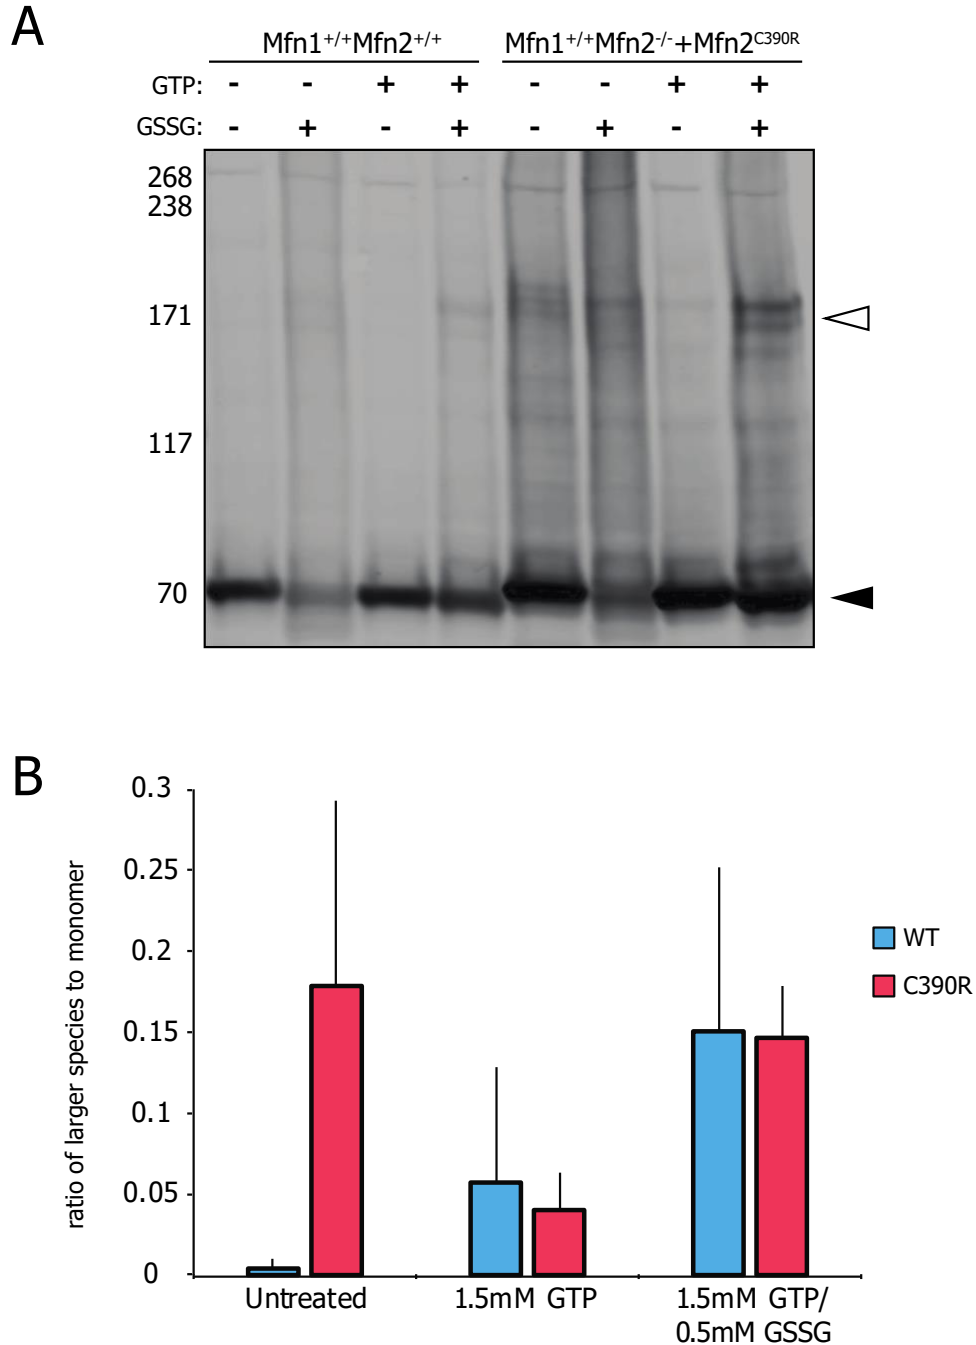 A
Mfn1+/+Mfn2+/+ Mfn1+/+Mfn2-/-+Mfn2C390R
GTP: - - + + - - + +
GSSG: - + - + - + - +
268
238
171
117
70
B
ratio of larger species to monomer
0.3
0.25
0.2
0.15
0.1
0.05
0
WT
C390R
Untreated 1.5mM GTP 1.5mM GTP/
0.5mM GSSG